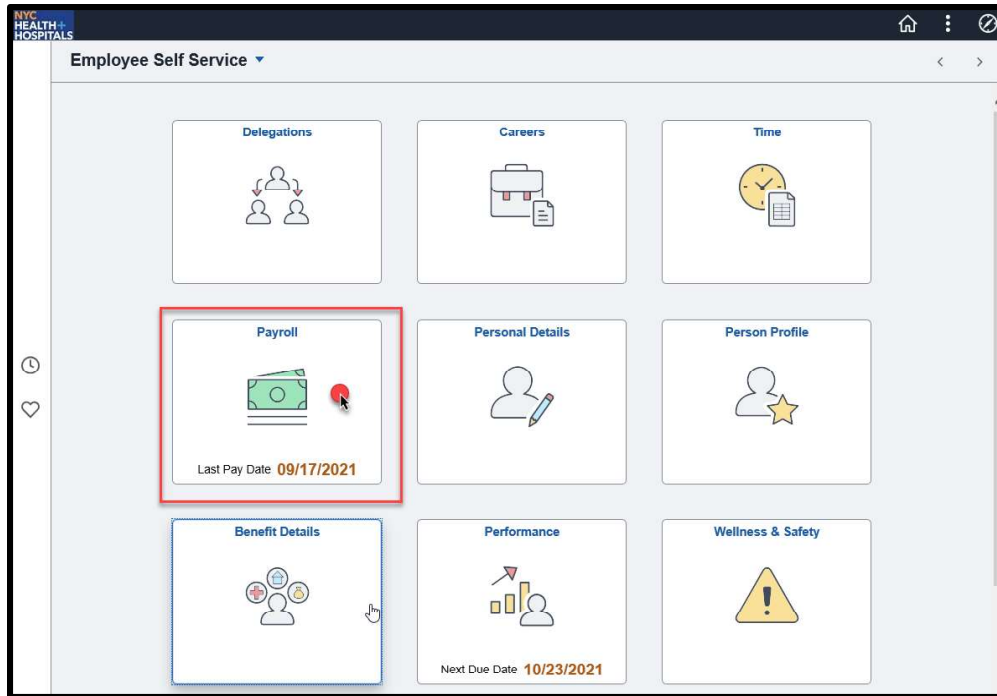 NYC
HEALTH+
HOSPITALS
Employee Self Service
Delegations
Careers
Time
Payroll
Last Pay Date 09/17/2021
Personal Details
Person Profile
Benefit Details
Performance
Next Due Date 10/23/2021
Wellness & Safety